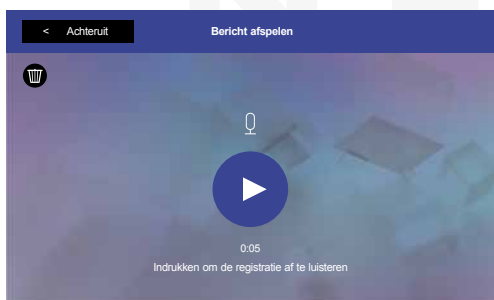 < Achteruit
Bericht afspelen
0:05
Indrukken om de registratie af te luisteren